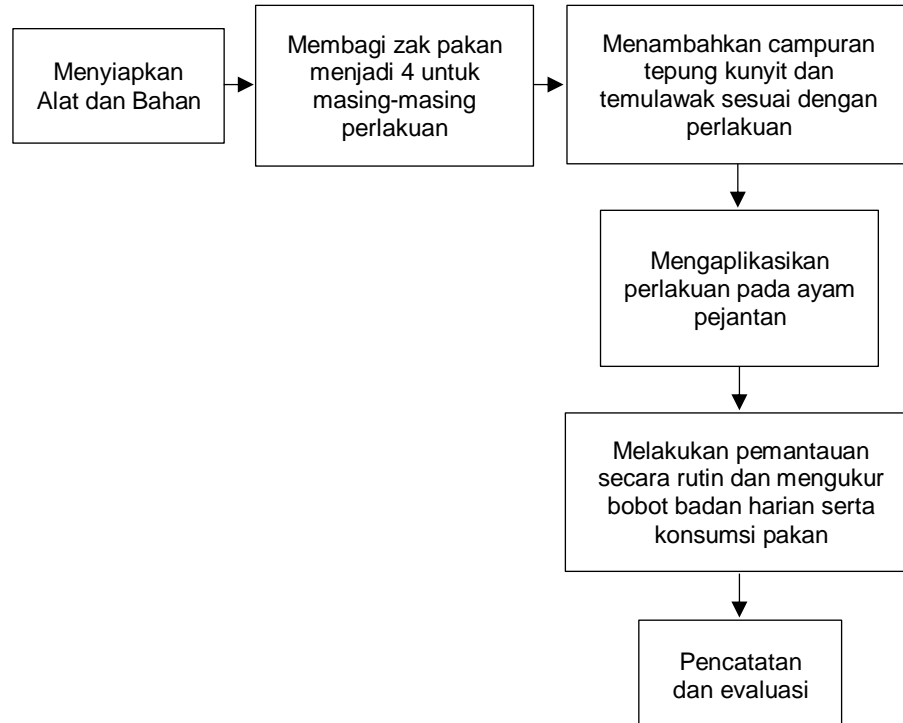 Menyiapkan
Alat dan Bahan
Membagi zak pakan
menjadi 4 untuk
masing-masing
perlakuan
Menambahkan campuran
tepung kunyit dan
temulawak sesuai dengan
perlakuan
Mengaplikasikan
perlakuan pada ayam
pejantan
Melakukan pemantauan
secara rutin dan mengukur
bobot badan harian serta
konsumsi pakan
Pencatatan
dan evaluasi